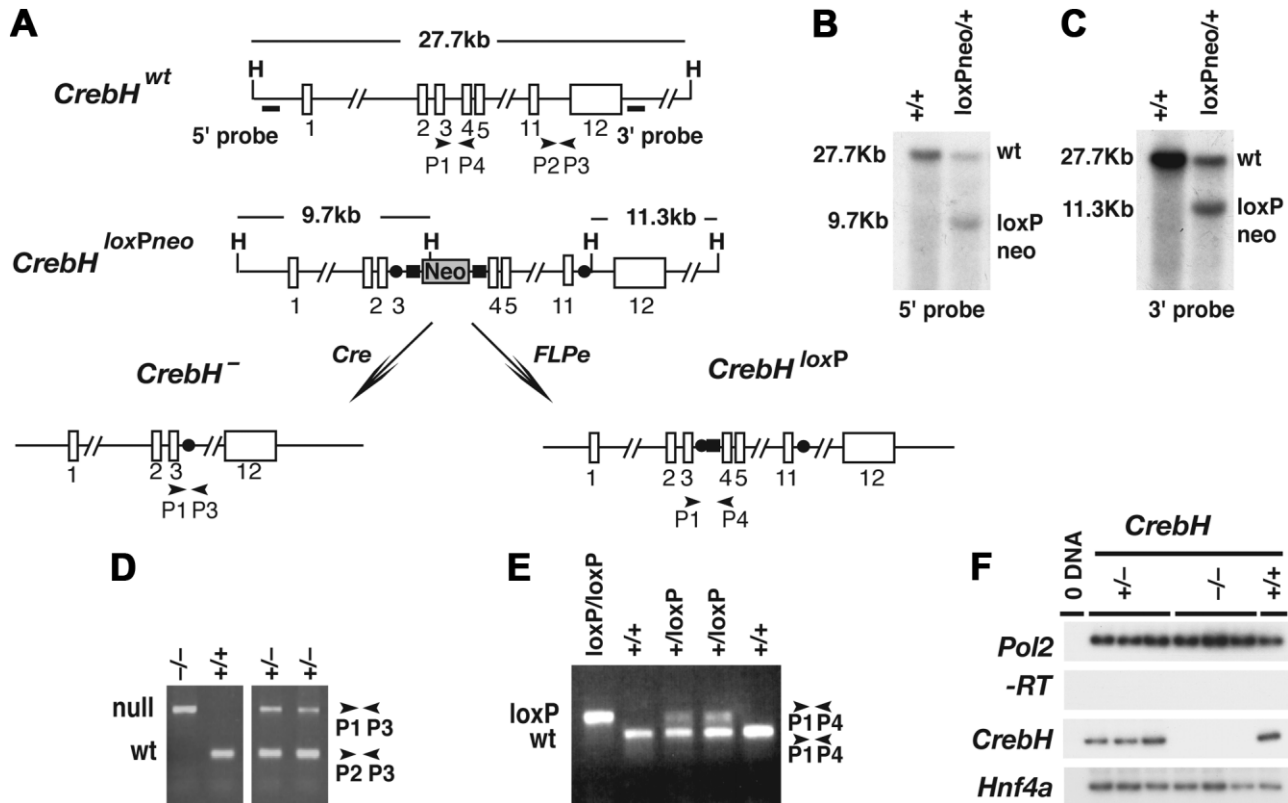 A
27.7kb
H H
CrebH wt
5' probe 1 2 3 4 5 11 12 3' probe
P1 P4 P2 P3
9.7kb 11.3kb
H H H H
CrebH loxPneo
Neo
1 2 3 4 5 11 12
Cre FLPe
CrebH –
1 2 3 12
P1 P3
CrebH loxP
1 2 3 4 5 11 12
P1 P4
B
+/+ loxPneo/+
27.7Kb wt
9.7Kb loxP
neo
5' probe
C
+/+ loxPneo/+
27.7Kb wt
11.3Kb loxP
neo
3' probe
D
–/– +/+ +/– +/–
null P1 P3
wt P2 P3
E
loxP/loxP +/+ +/loxP +/loxP +/+
loxP P1 P4
wt P1 P4
F
CrebH
0 DNA +/– –/– +/+
Pol2
-RT
CrebH
Hnf4a